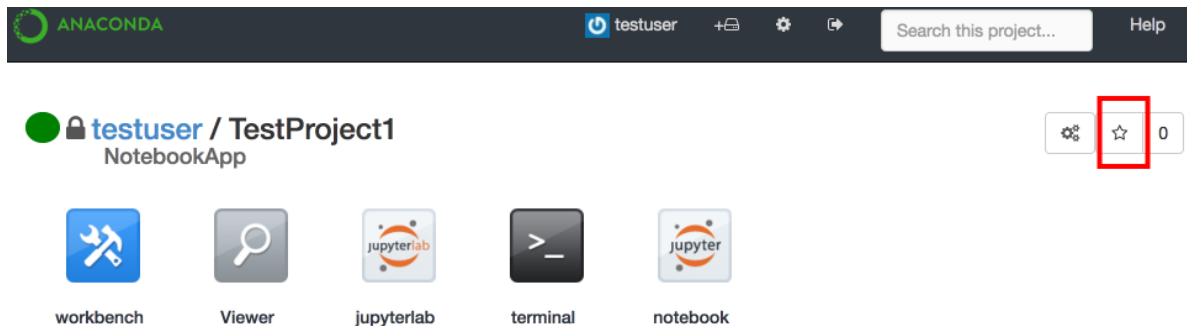 ANACONDA testuser Search this project... Help
testuser / TestProject1 0
NotebookApp
jupyterlab >_ jupyter
workbench Viewer jupyterlab terminal notebook